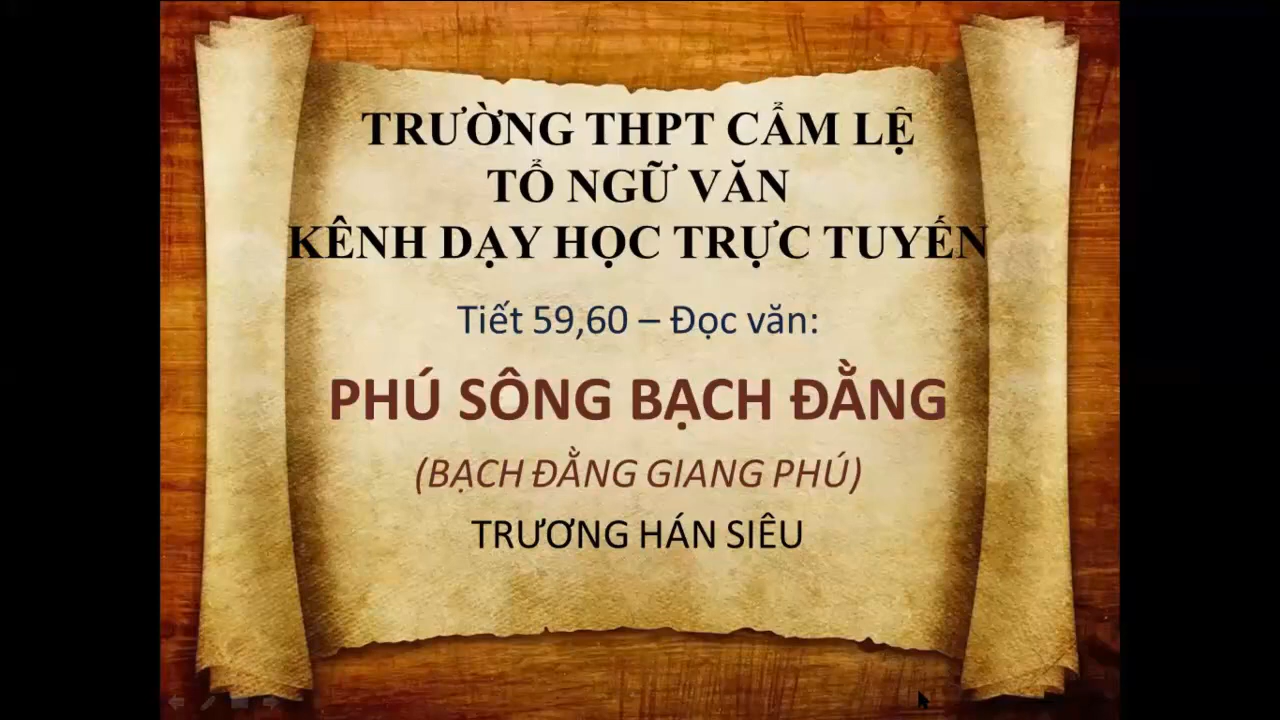 TRƯỜNG THPT CẨM LỆ
TỔ NGỮ VĂN
KÊNH DẠY HỌC TRỰC TUYẾN
Tiết 59,60 – Đọc văn:
PHÚ SÔNG BẠCH ĐẰNG
(BẠCH ĐẰNG GIANG PHÚ)
TRƯƠNG HÁN SIÊU